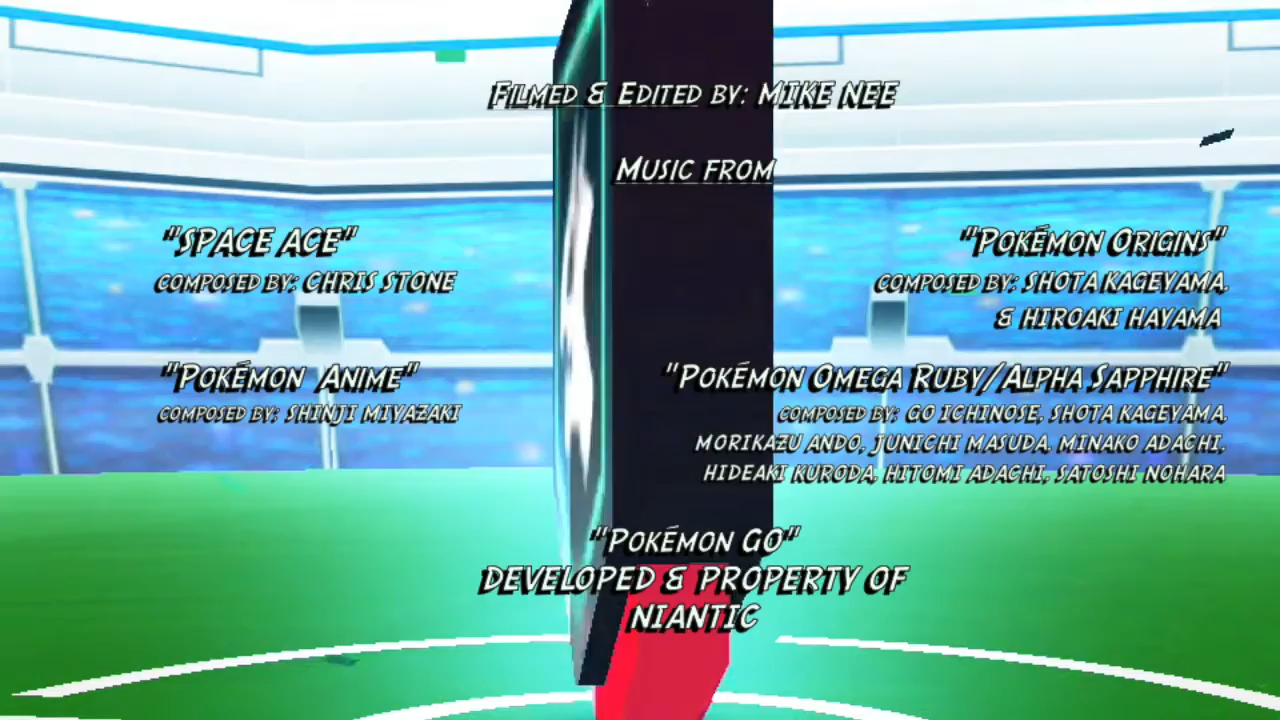 Filmed & Edited by: MIKE NEE
Music from
"SPACE ACE"
composed by: CHRIS STONE
"Pokémon Origins"
composed by: SHOTA KAGEYAMA,
& HIROAKI HAYAMA
"Pokémon Anime"
composed by: SHINJI MIYAZAKI
"Pokémon Omega Ruby/Alpha Sapphire"
composed by: GO ICHINOSE, SHOTA KAGEYAMA,
MORIKAZU ANDO, JUNICHI MASUDA, MINAKO ADACHI,
HIDEAKI KURODA, HITOMI ADACHI, SATOSHI NOHARA
"Pokémon GO"
DEVELOPED & PROPERTY OF
NIANTIC